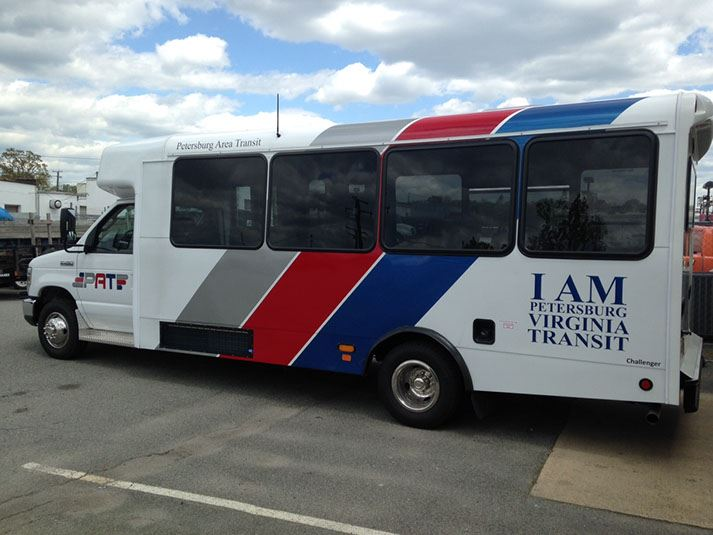 Petersburg Area Transit
PAT
I AM
PETERSBURG
VIRGINIA
TRANSIT
Challenger